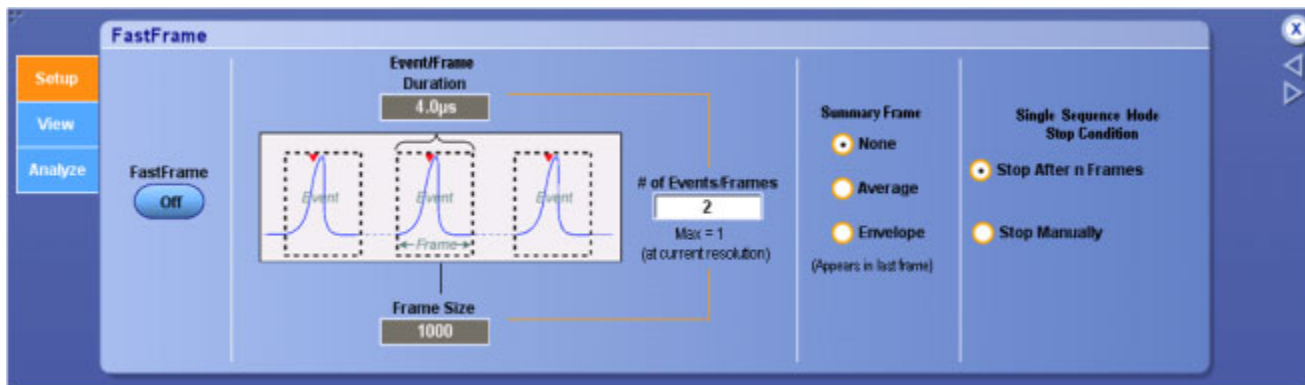 FastFrame
Setup
View
Analyze
FastFrame
Off
Event/Frame
Duration
4.0µs
Event
Event
Event
Frame
Frame Size
1000
# of Events/Frames
2
Max = 1
(at current resolution)
Summary Frame
None
Average
Envelope
(Appears in last frame)
Single Sequence Mode
Stop Condition
Stop After n Frames
Stop Manually
X